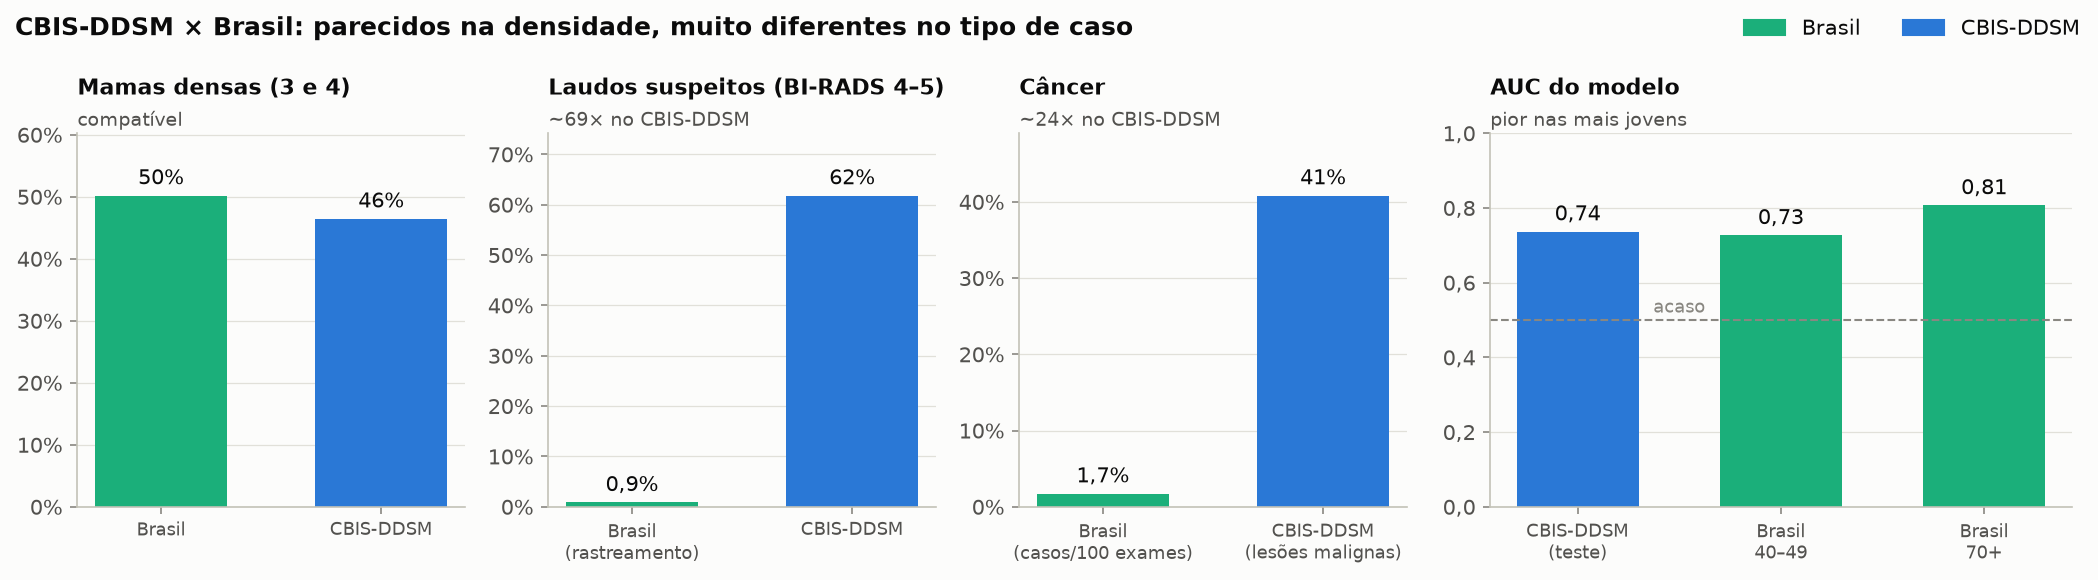 CBIS-DDSM × Brasil: parecidos na densidade, muito diferentes no tipo de caso
Brasil
CBIS-DDSM
Mamas densas (3 e 4)
compatível
60%
50%
40%
30%
20%
10%
0%
50%
46%
Brasil
CBIS-DDSM
Laudos suspeitos (BI-RADS 4–5)
~69× no CBIS-DDSM
70%
60%
50%
40%
30%
20%
10%
0%
0,9%
62%
Brasil
(rastreamento)
CBIS-DDSM
Câncer
~24× no CBIS-DDSM
40%
30%
20%
10%
0%
1,7%
41%
Brasil
(casos/100 exames)
CBIS-DDSM
(lesões malignas)
AUC do modelo
pior nas mais jovens
1,0
0,8
0,6
0,4
0,2
0,0
0,74
0,73
0,81
acaso
CBIS-DDSM
(teste)
Brasil
40–49
Brasil
70+